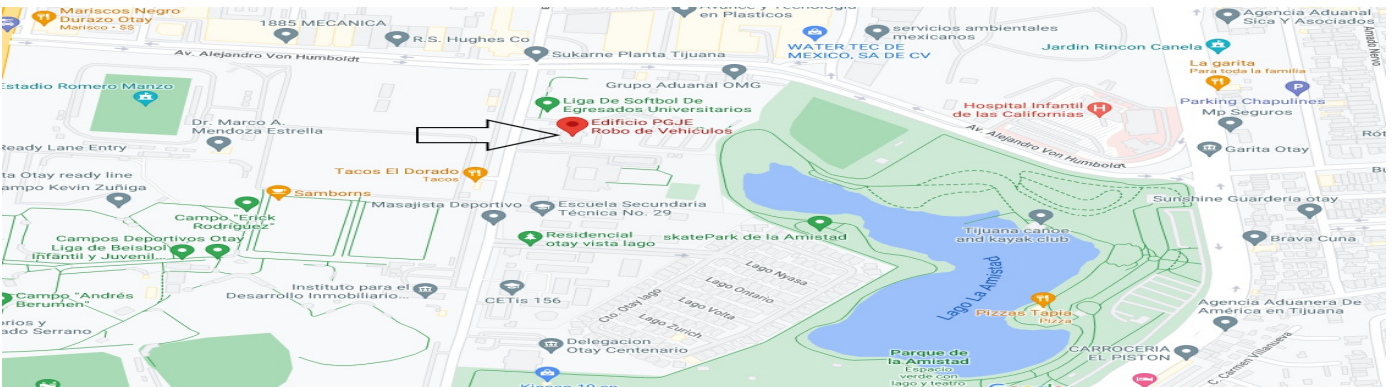 Mariscos Negro
Durazo Otay
Marisco · $$
1885 MECANICA
R.S. Hughes Co
Av. Alejandro Von Humboldt
Sukarne Planta Tijuana
en Plasticos
WATER TEC DE
MEXICO, SA DE CV
servicios ambientales
mexicanos
Agencia Aduanal
Sica Y Asociados
Jardin Rincon Canela
Amado Nervo
La garita
Para toda la familia
Grupo Aduanal OMG
Estadio Romero Manzo
Liga De Softbol De
Egresados Universitarios
Edificio PGJE
Robo de Vehículos
Hospital Infantil
de las Californias
Parking Chapulines
Mp Seguros
Dr. Marco A.
Mendoza Estrella
Av. Alejandro Von Humboldt
Garita Otay
Ready Lane Entry
Tacos El Dorado
Tacos
ta Otay ready line
ampo Kevin Zuñiga
Samborns
Masajista Deportivo
Escuela Secundaria
Técnica No. 29
Sunshine Guarderia otay
Campo "Erick
Rodríguez"
Campos Deportivos Otay
Liga de Beisbol
Infantil y Juvenil...
Residencial
otay vista lago
skatePark de la Amistad
Tijuana canoe
and kayak club
Brava Cuna
Lago Nyasa
Lago Ontario
Lago Volta
Lago Zurich
Cto. Otay lago
Lago La Amistad
Instituto para el
Desarrollo Inmobiliario...
CETis 156
Campo "Andrés
Berumen"
Pizzas Tapia
Pizza
Agencia Aduanera De
América en Tijuana
orios y
ado Serrano
Delegacion
Otay Centenario
Parque de
la Amistad
Espacio
verde con
lago y teatro
CARROCERIA
EL PISTON
C. Carmen Villanueva